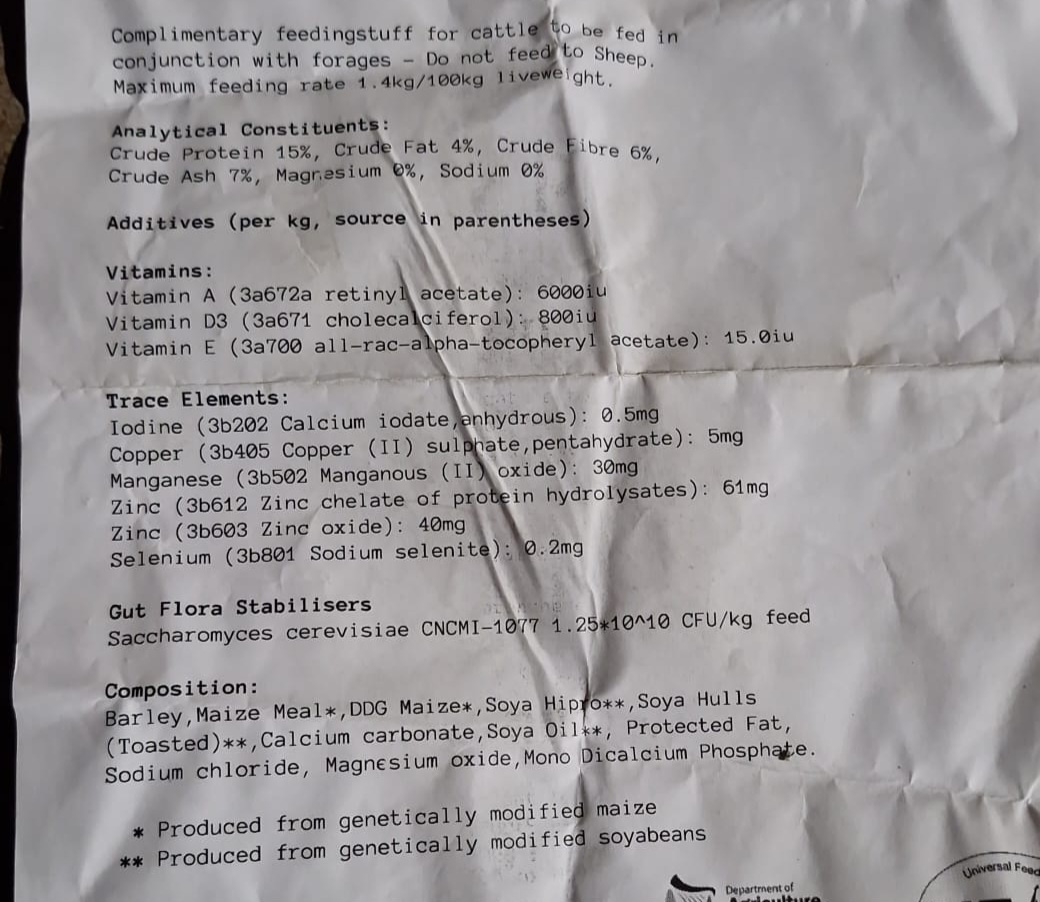 Complimentary feedingstuff for cattle to be fed in
conjunction with forages - Do not feed to Sheep.
Maximum feeding rate 1.4kg/100kg liveweight.
Analytical Constituents:
Crude Protein 15%, Crude Fat 4%, Crude Fibre 6%,
Crude Ash 7%, Magnesium 0%, Sodium 0%
Additives (per kg, source in parentheses)
Vitamins:
Vitamin A (3a672a retinyl acetate): 6000iu
Vitamin D3 (3a671 cholecalciferol): 800iu
Vitamin E (3a700 all-rac-alpha-tocopheryl acetate): 15.0iu
Trace Elements:
Iodine (3b202 Calcium iodate,anhydrous): 0.5mg
Copper (3b405 Copper (II) sulphate,pentahydrate): 5mg
Manganese (3b502 Manganous (II) oxide): 30mg
Zinc (3b612 Zinc chelate of protein hydrolysates): 61mg
Zinc (3b603 Zinc oxide): 40mg
Selenium (3b801 Sodium selenite): 0.2mg
Gut Flora Stabilisers
Saccharomyces cerevisiae CNCMI-1077 1.25*10^10 CFU/kg feed
Composition:
Barley,Maize Meal*,DDG Maize*,Soya Hipro**,Soya Hulls
(Toasted)**,Calcium carbonate,Soya Oil**, Protected Fat,
Sodium chloride, Magnesium oxide,Mono Dicalcium Phosphate.
* Produced from genetically modified maize
** Produced from genetically modified soyabeans
Department of
Agriculture
Universal Feed